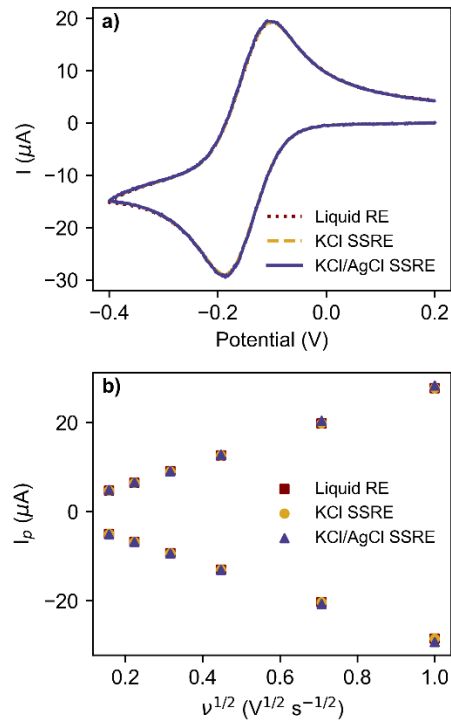 a)
20
10
0
−10
−20
−30
I (μA)
Liquid RE
KCl SSRE
KCl/AgCl SSRE
−0.4
−0.2
0.0
0.2
Potential (V)
b)
20
0
−20
I_p (μA)
Liquid RE
KCl SSRE
KCl/AgCl SSRE
0.2
0.4
0.6
0.8
1.0
ν^{1/2} (V^{1/2} s^{−1/2})